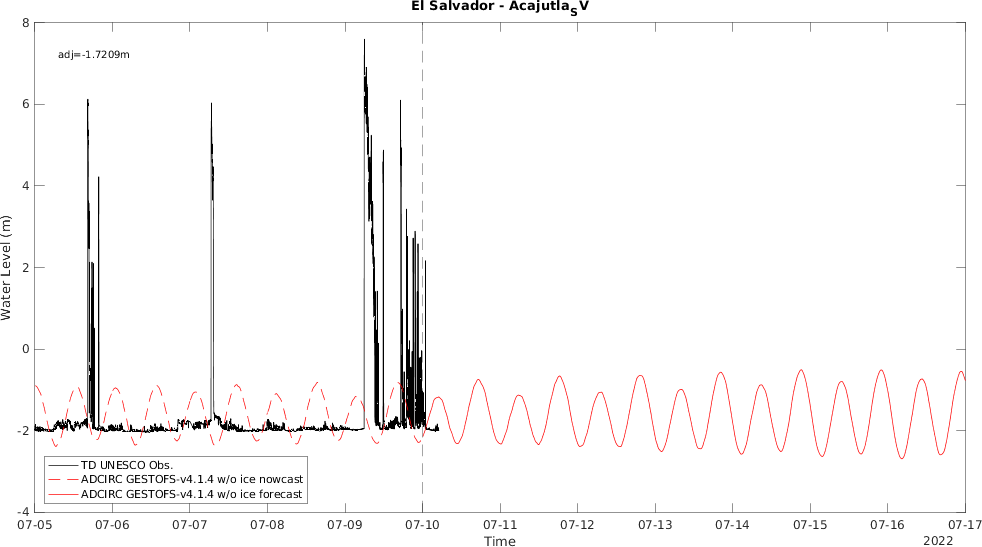 El Salvador - Acajutla_SV
adj=-1.7209m
8
6
4
2
0
-2
-4
Water Level (m)
TD UNESCO Obs.
ADCIRC GESTOFS-v4.1.4 w/o ice nowcast
ADCIRC GESTOFS-v4.1.4 w/o ice forecast
07-05 07-06 07-07 07-08 07-09 07-10 07-11 07-12 07-13 07-14 07-15 07-16 07-17
Time
2022